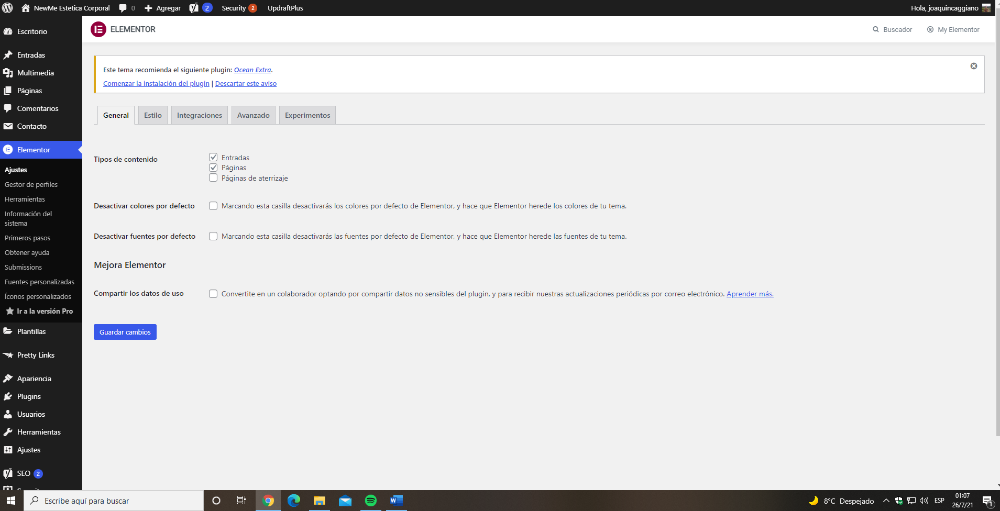 NewMe Estetica Corporal 0 Agregar 2 Security 2 UpdraftPlus Hola, joaquincaggiano
Escritorio
Entradas
Multimedia
Páginas
Comentarios
Contacto
Elementor
Ajustes
Gestor de perfiles
Herramientas
Información del
sistema
Primeros pasos
Obtener ayuda
Submissions
Fuentes personalizadas
Íconos personalizados
Ir a la versión Pro
Plantillas
Pretty Links
Apariencia
Plugins
Usuarios
Herramientas
Ajustes
SEO 2
ELEMENTOR
Buscador My Elementor
Este tema recomienda el siguiente plugin: Ocean Extra.
Comenzar la instalación del plugin | Descartar este aviso
General Estilo Integraciones Avanzado Experimentos
Tipos de contenido
Entradas
Páginas
Páginas de aterrizaje
Desactivar colores por defecto Marcando esta casilla desactivarás los colores por defecto de Elementor, y hace que Elementor herede los colores de tu tema.
Desactivar fuentes por defecto Marcando esta casilla desactivarás las fuentes por defecto de Elementor, y hace que Elementor herede las fuentes de tu tema.
Mejora Elementor
Compartir los datos de uso Convertite en un colaborador optando por compartir datos no sensibles del plugin, y para recibir nuestras actualizaciones periódicas por correo electrónico. Aprender más.
Guardar cambios
Escribe aquí para buscar
8°C Despejado
ESP
01:07
26/7/21
1